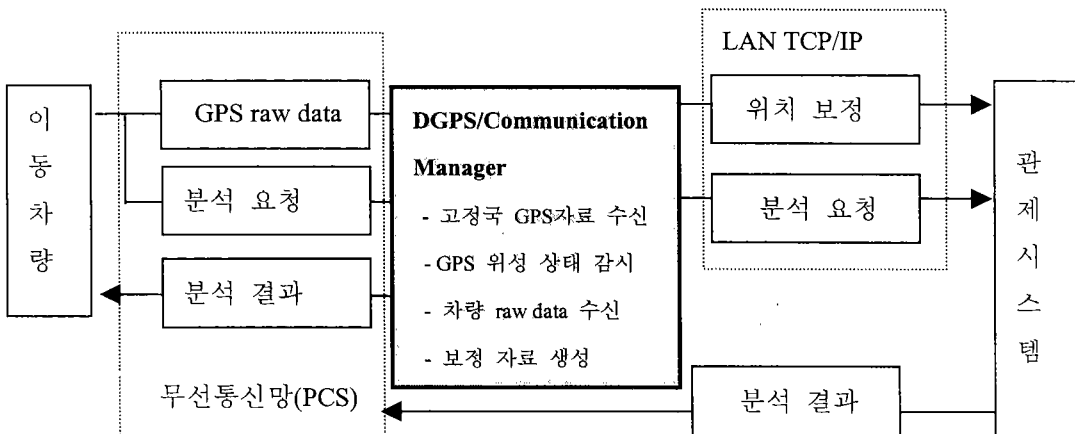 이동차량
GPS raw data
분석 요청
분석 결과
무선통신망(PCS)
DGPS/Communication
Manager
- 고정국 GPS자료 수신
-GPS 위성 상태 감시
- 차량 raw data 수신
- 보정 자료 생성
LAN TCP/IP
위치 보정
분석 요청
분석 결과
관제시스템